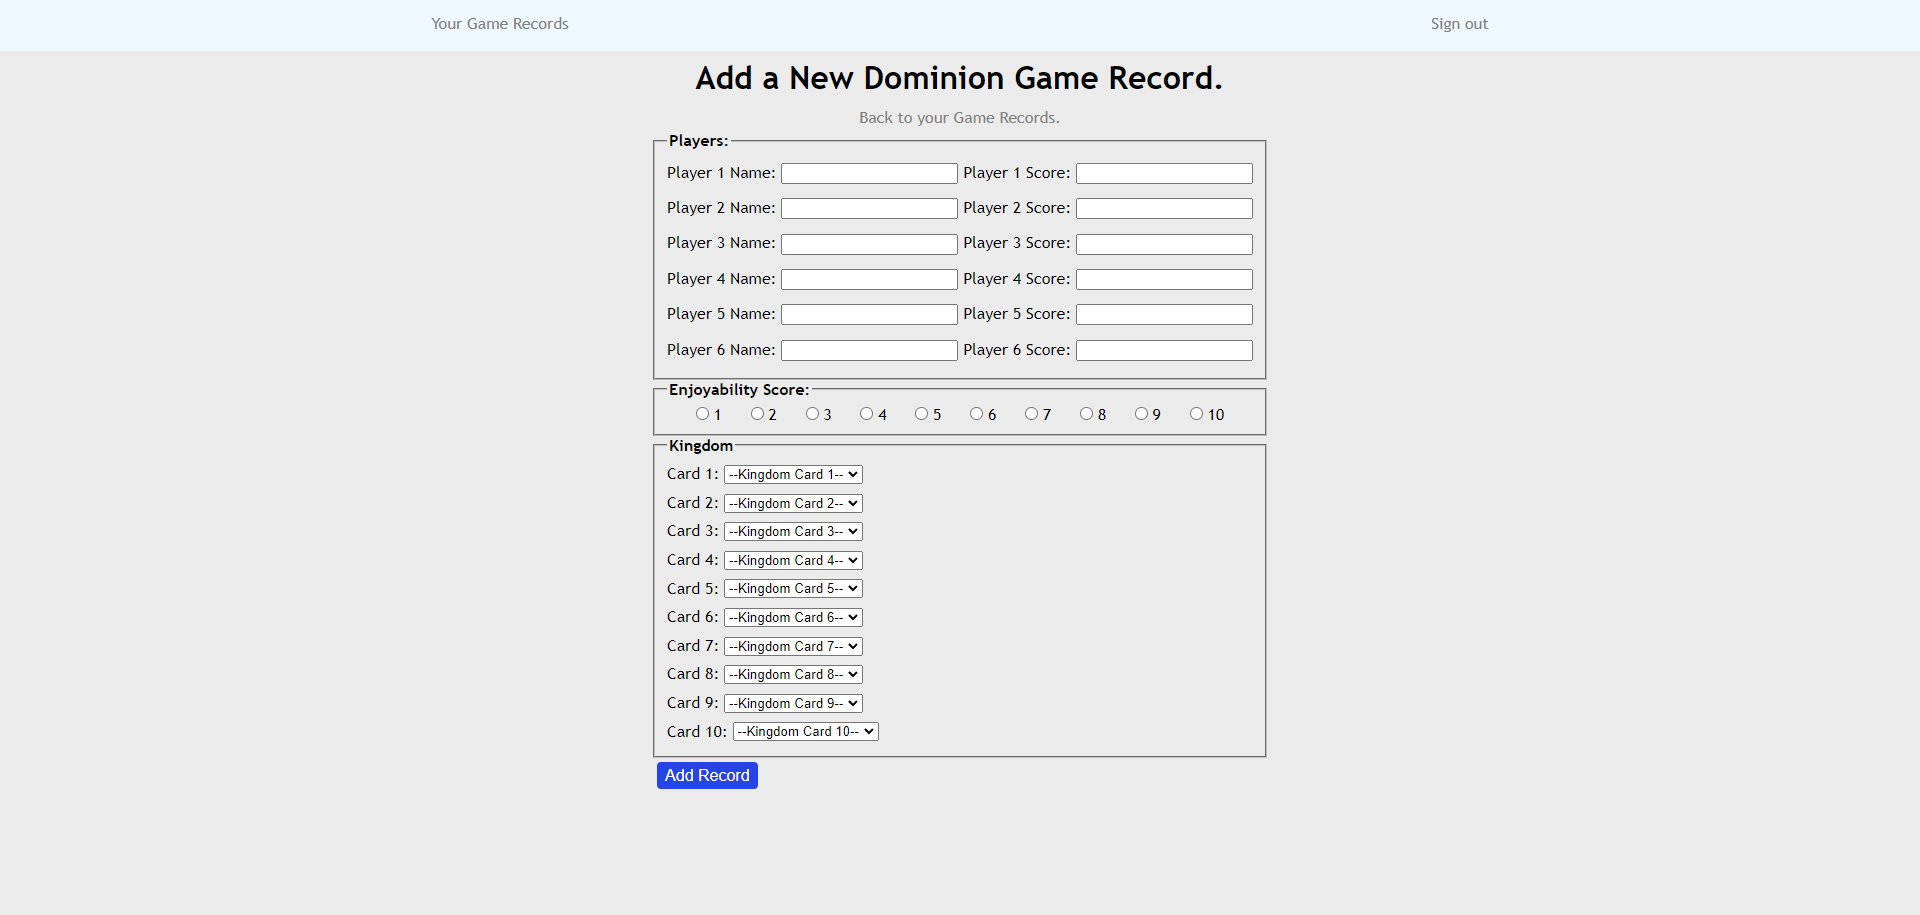 Your Game Records Sign out
Add a New Dominion Game Record.
Back to your Game Records.
Players:
Player 1 Name: Player 1 Score:
Player 2 Name: Player 2 Score:
Player 3 Name: Player 3 Score:
Player 4 Name: Player 4 Score:
Player 5 Name: Player 5 Score:
Player 6 Name: Player 6 Score:
Enjoyability Score:
1 2 3 4 5 6 7 8 9 10
Kingdom
Card 1: --Kingdom Card 1--
Card 2: --Kingdom Card 2--
Card 3: --Kingdom Card 3--
Card 4: --Kingdom Card 4--
Card 5: --Kingdom Card 5--
Card 6: --Kingdom Card 6--
Card 7: --Kingdom Card 7--
Card 8: --Kingdom Card 8--
Card 9: --Kingdom Card 9--
Card 10: --Kingdom Card 10--
Add Record